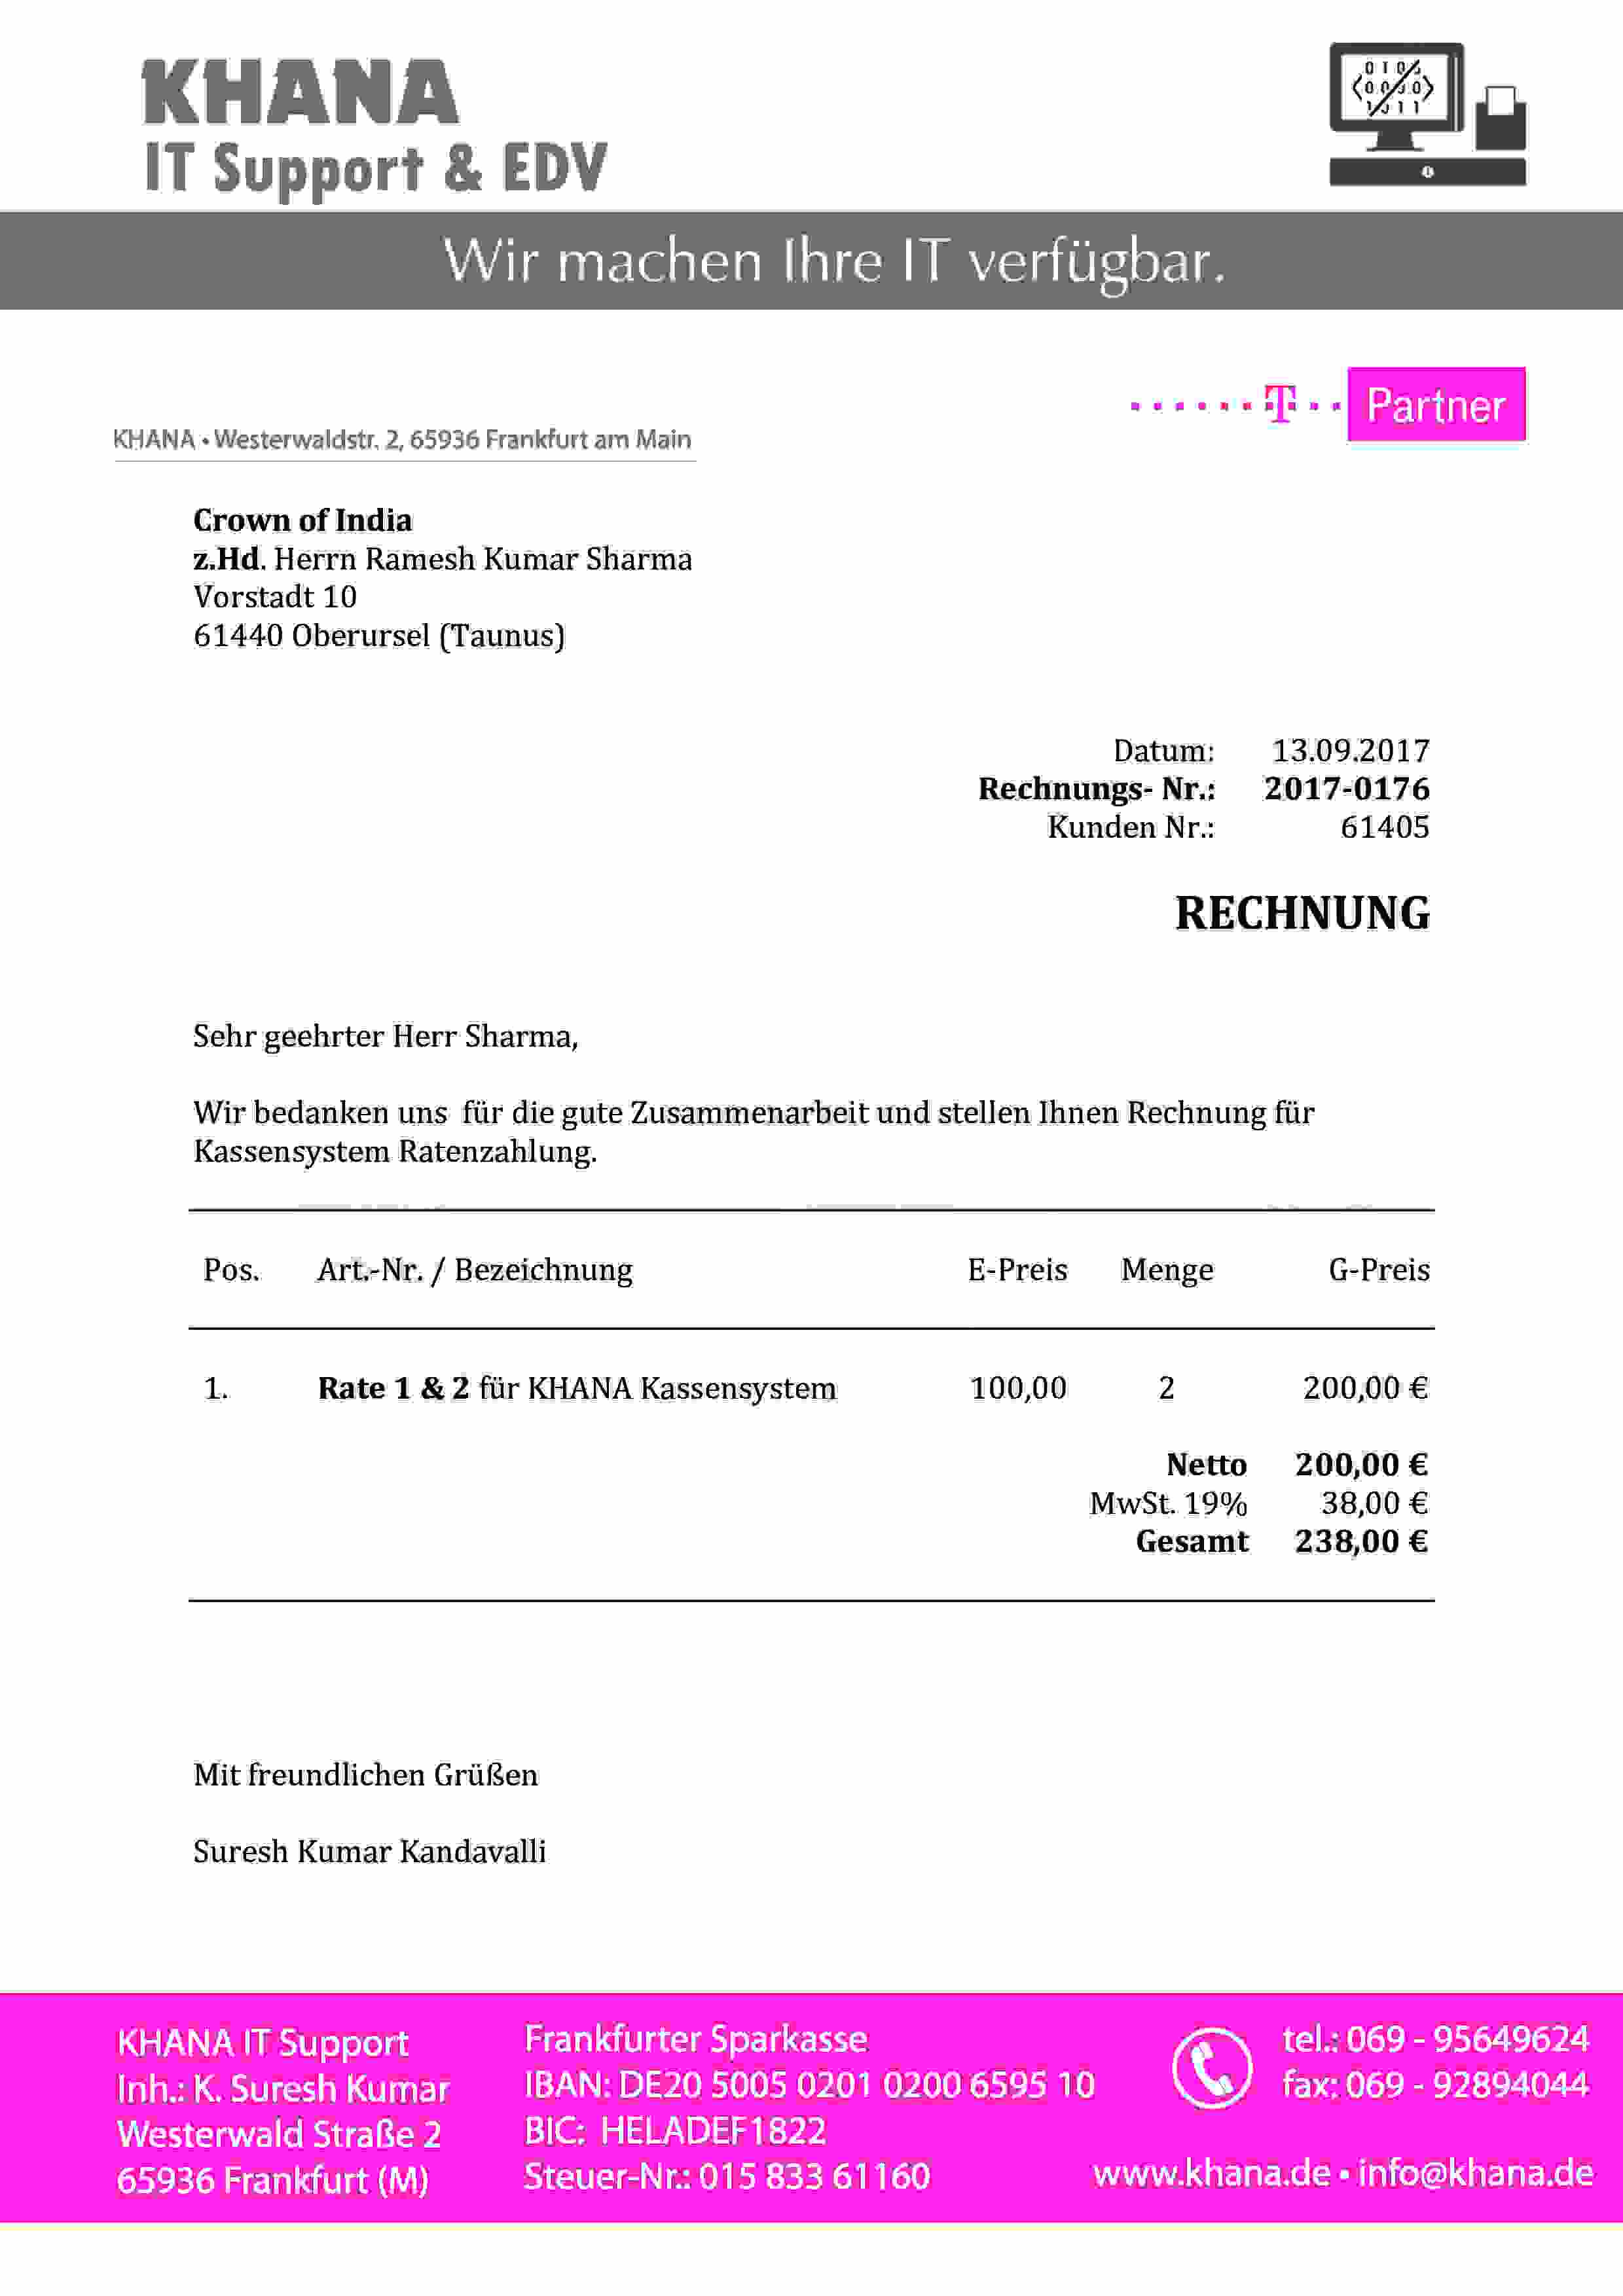 KHANA
IT Support & EDV
Wir machen Ihre IT verfügbar.
T Partner
KHANA • Westerwaldstr. 2, 65936 Frankfurt am Main
Crown of India
z.Hd. Herrn Ramesh Kumar Sharma
Vorstadt 10
61440 Oberursel (Taunus)
Datum: 13.09.2017
Rechnungs- Nr.: 2017-0176
Kunden Nr.: 61405
RECHNUNG
Sehr geehrter Herr Sharma,
Wir bedanken uns für die gute Zusammenarbeit und stellen Ihnen Rechnung für
Kassensystem Ratenzahlung.
Pos. Art.-Nr. / Bezeichnung E-Preis Menge G-Preis
1. Rate 1 & 2 für KHANA Kassensystem 100,00 2 200,00 €
Netto 200,00 €
MwSt. 19% 38,00 €
Gesamt 238,00 €
Mit freundlichen Grüßen
Suresh Kumar Kandavalli
KHANA IT Support
Inh.: K. Suresh Kumar
Westerwald Straße 2
65936 Frankfurt (M)
Frankfurter Sparkasse
IBAN: DE20 5005 0201 0200 6595 10
BIC: HELADEF1822
Steuer-Nr.: 015 833 61160
tel.: 069 - 95649624
fax: 069 - 92894044
www.khana.de • info@khana.de